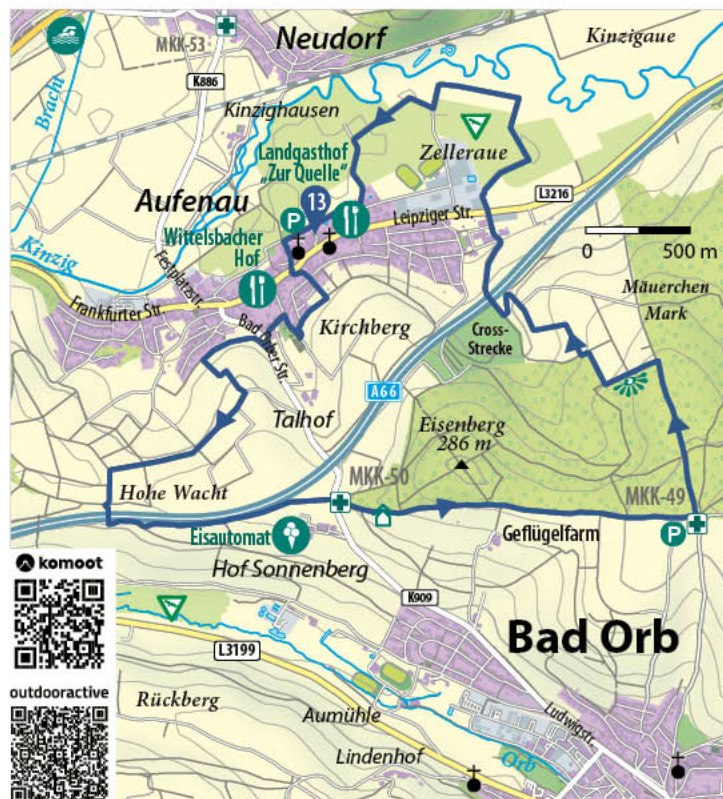 MKK-53
Neudorf
Kinzigaue
K886
Bracht
Kinzighausen
Landgasthof
„Zur Quelle“
Zelleraue
L3216
Aufenau
13
P
Leipziger Str.
Wittelsbacher
Hof
0 500 m
Kinzig
Festplatzstr.
Frankfurter Str.
Bad Orber Str.
Kirchberg
Cross-
Strecke
Mäuerchen
Mark
A66
Talhof
Eisenberg
286 m
MKK-50
MKK-49
Hohe Wacht
Eisautomat
Geflügelfarm
P
Hof Sonnenberg
komoot
K909
Bad Orb
L3199
outdooractive
Rückberg
Aumühle
Ludwigstr.
Lindenhof
Orb